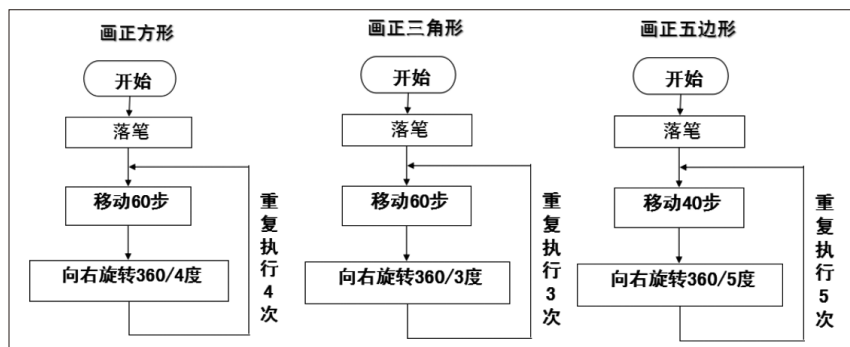 画正方形
开始
落笔
移动60步
向右旋转360/4度
重复执行4次
画正三角形
开始
落笔
移动60步
向右旋转360/3度
重复执行3次
画正五边形
开始
落笔
移动40步
向右旋转360/5度
重复执行5次